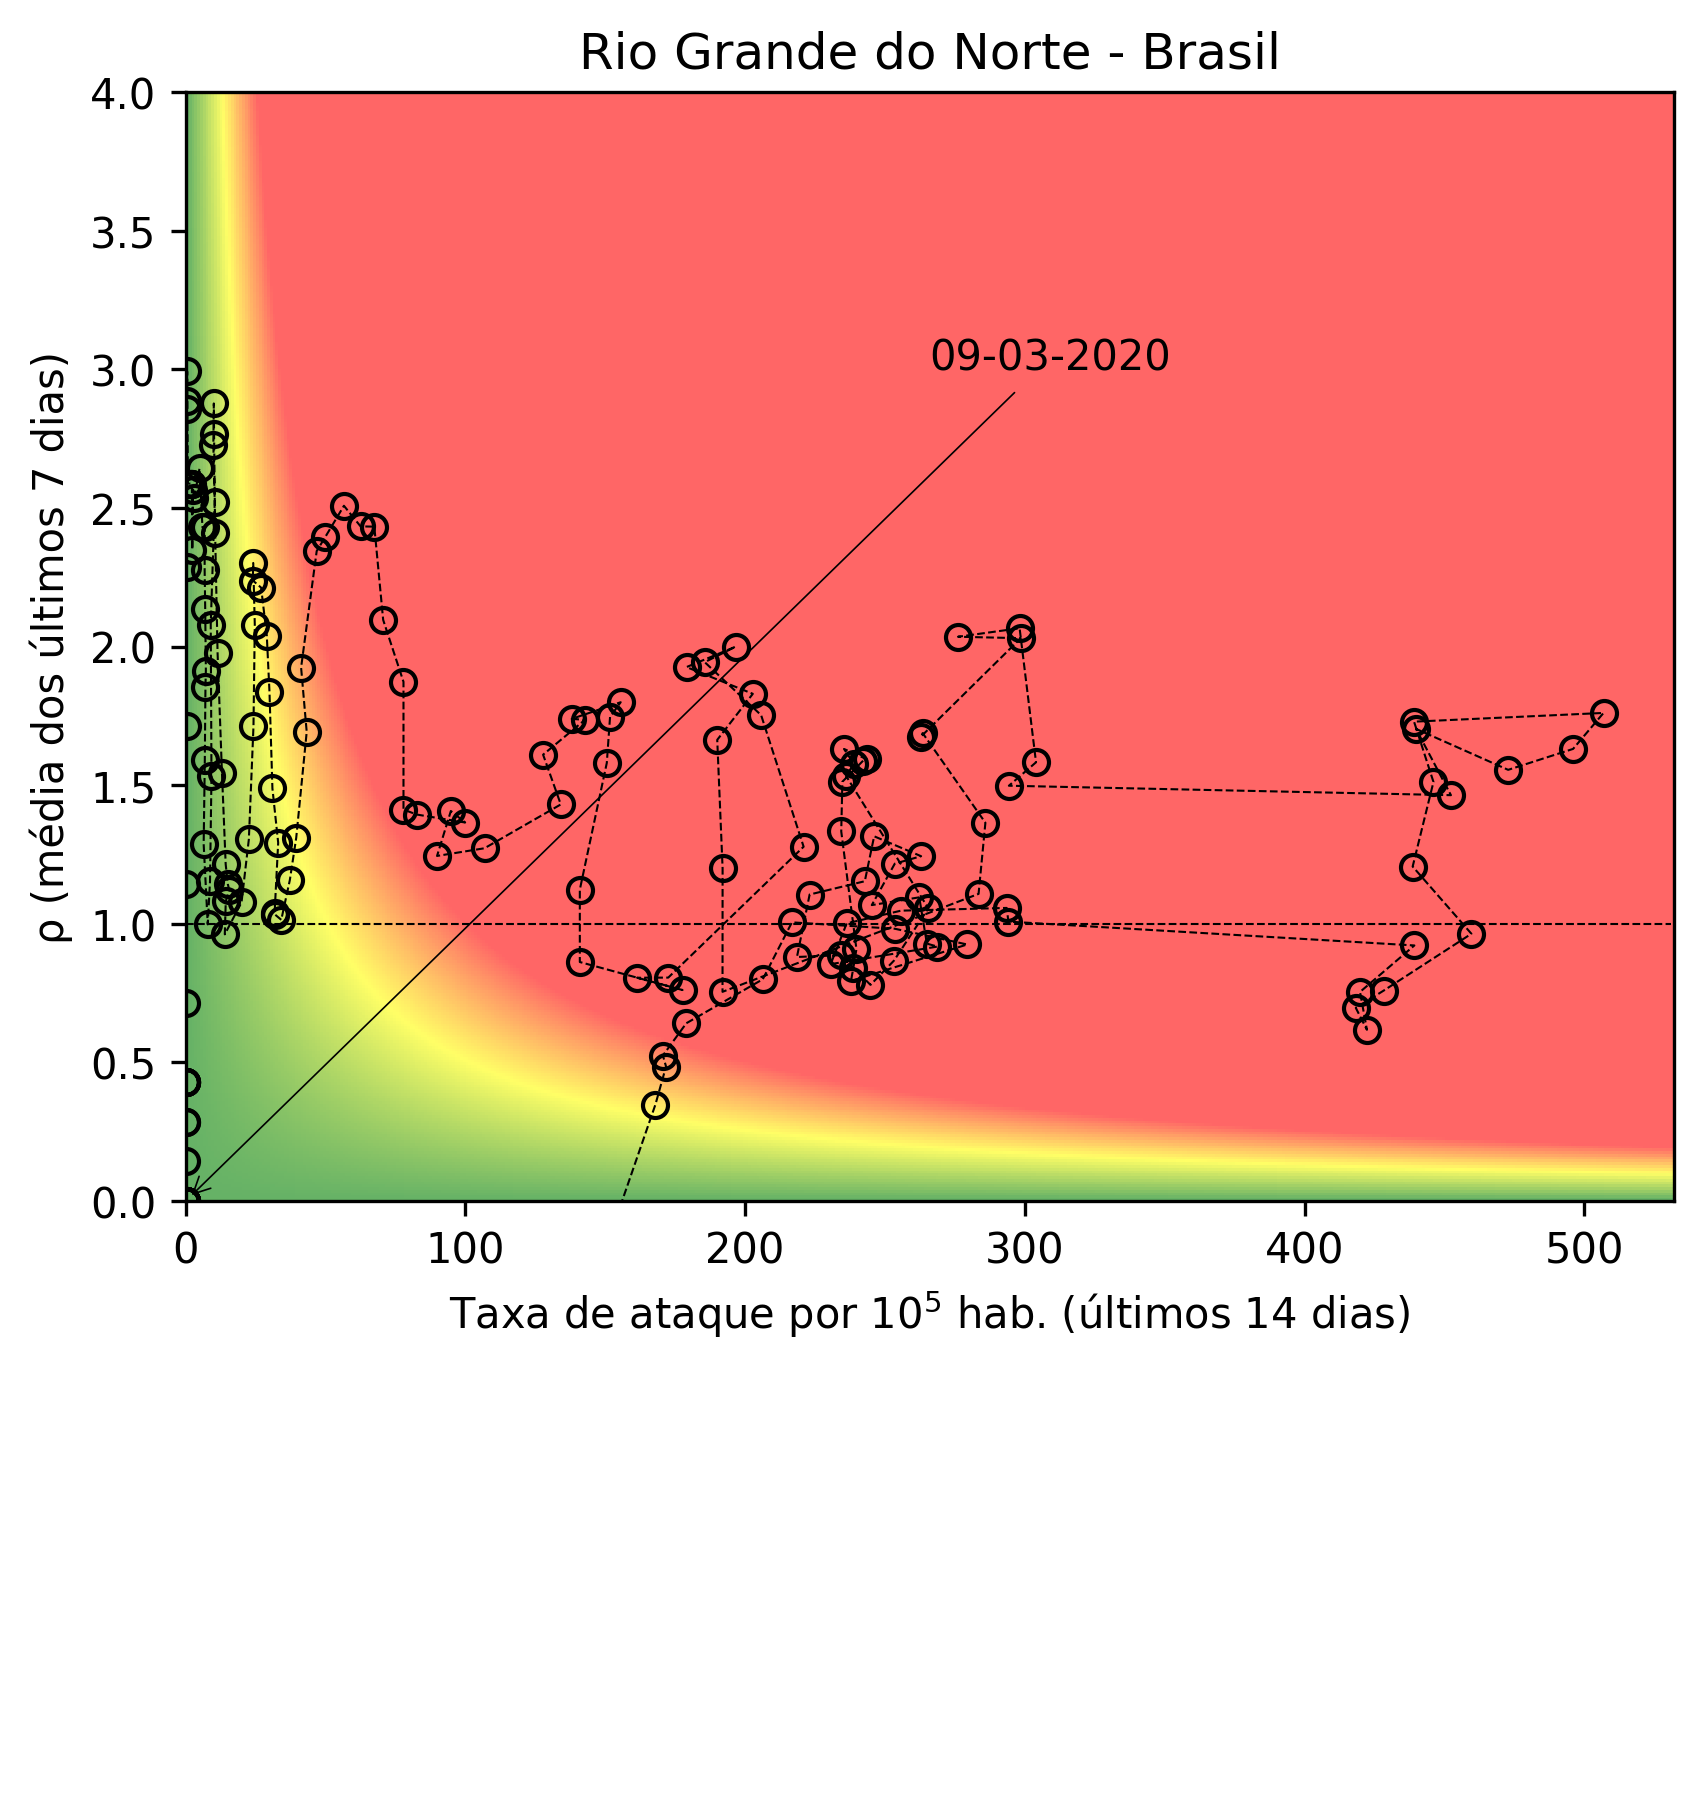 Rio Grande do Norte - Brasil
4.0
3.5
3.0
2.5
2.0
1.5
1.0
0.5
0.0
ρ (média dos últimos 7 dias)
09-03-2020
0 100 200 300 400 500
Taxa de ataque por 10⁵ hab. (últimos 14 dias)